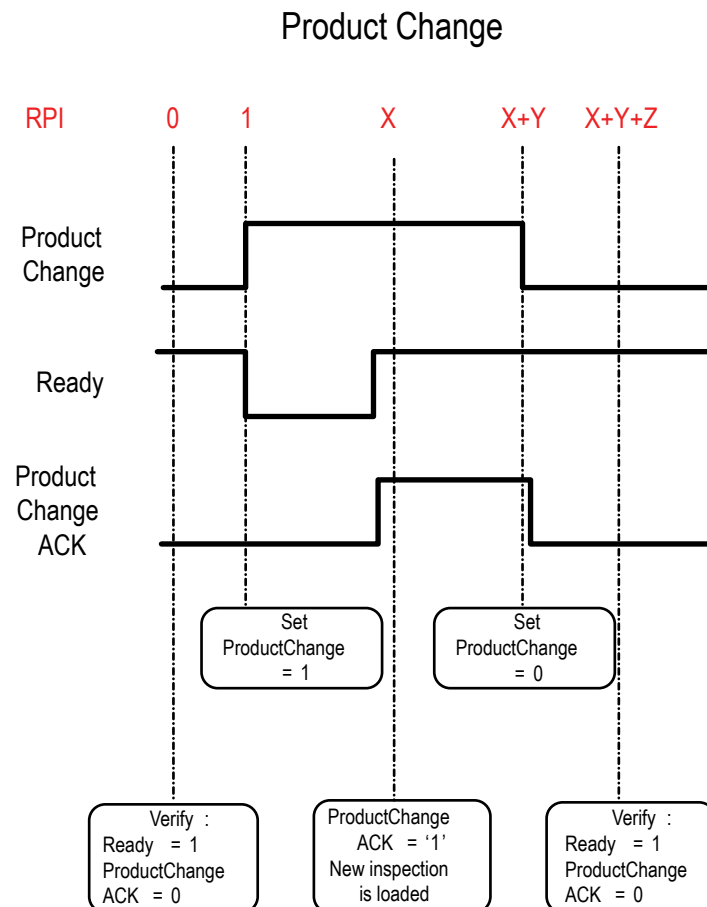 Product Change
RPI 0 1 X X+Y X+Y+Z
Product
Change
Ready
Product
Change
ACK
Set
ProductChange
= 1
Set
ProductChange
= 0
Verify :
Ready = 1
ProductChange
ACK = 0
ProductChange
ACK = ‘1’
New inspection
is loaded
Verify :
Ready = 1
ProductChange
ACK = 0